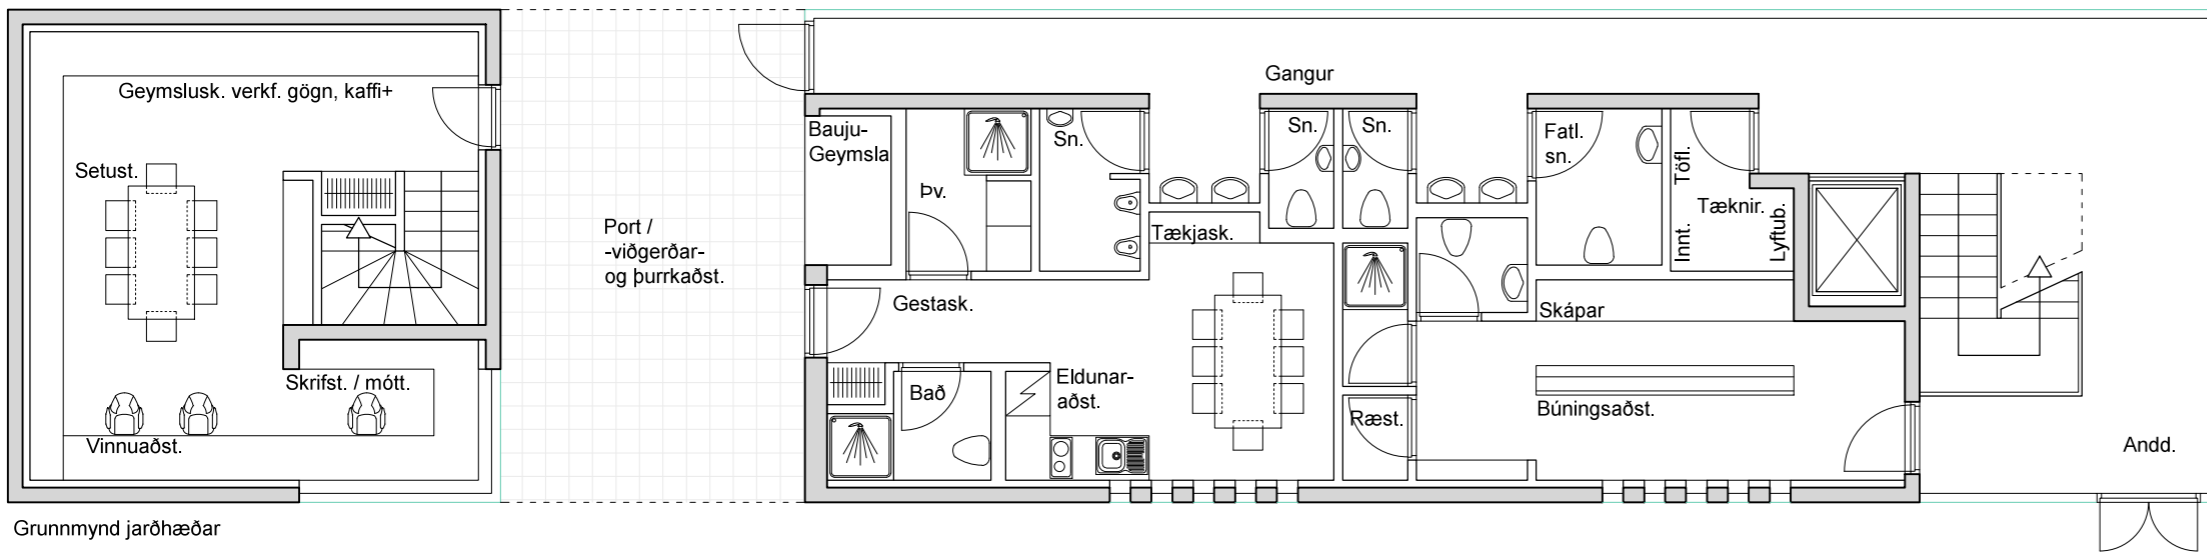 Geymslusk. verkf. gögn, kaffi+
Setust.
Skrifst. / mótt.
Vinnuaðst.
Port /
-viðgerðar-
og þurrkaðst.
Gangur
Bauju-
Geymsla
Þv.
Sn.
Sn.
Sn.
Fatl.
sn.
Töfl.
Innt.
Tæknir.
Lyftub.
Tækjask.
Gestask.
Skápar
Bað
Eldunar-
aðst.
Ræst.
Búningsaðst.
Andd.
Grunnmynd jarðhæðar